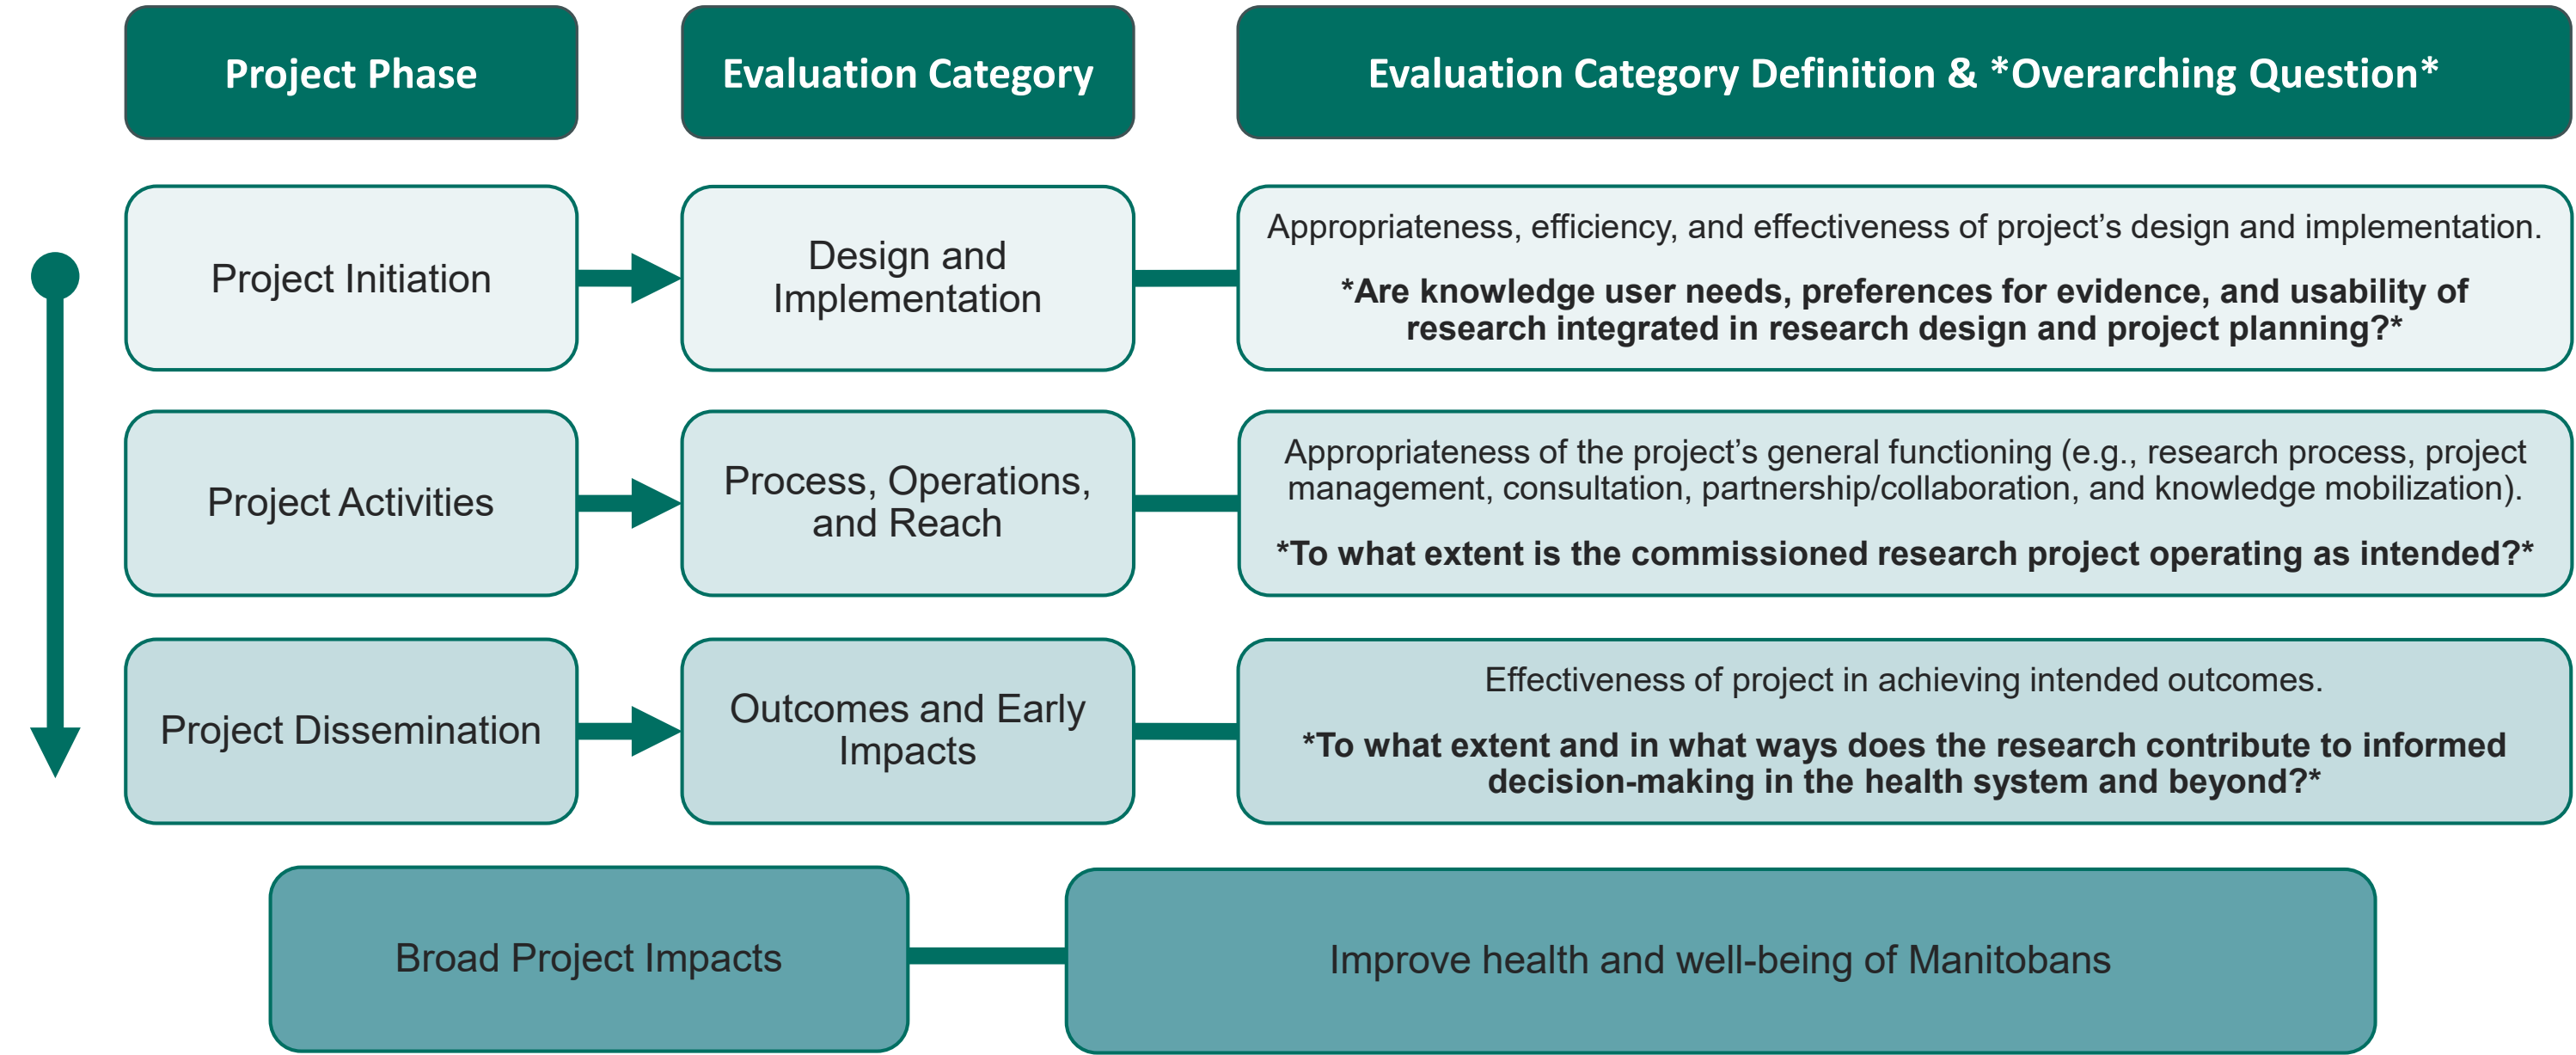 Project Phase
Evaluation Category
Evaluation Category Definition & *Overarching Question*
Project Initiation
Design and
Implementation
Appropriateness, efficiency, and effectiveness of project’s design and implementation.
*Are knowledge user needs, preferences for evidence, and usability of
research integrated in research design and project planning?*
Project Activities
Process, Operations,
and Reach
Appropriateness of the project’s general functioning (e.g., research process, project
management, consultation, partnership/collaboration, and knowledge mobilization).
*To what extent is the commissioned research project operating as intended?*
Project Dissemination
Outcomes and Early
Impacts
Effectiveness of project in achieving intended outcomes.
*To what extent and in what ways does the research contribute to informed
decision-making in the health system and beyond?*
Broad Project Impacts
Improve health and well-being of Manitobans